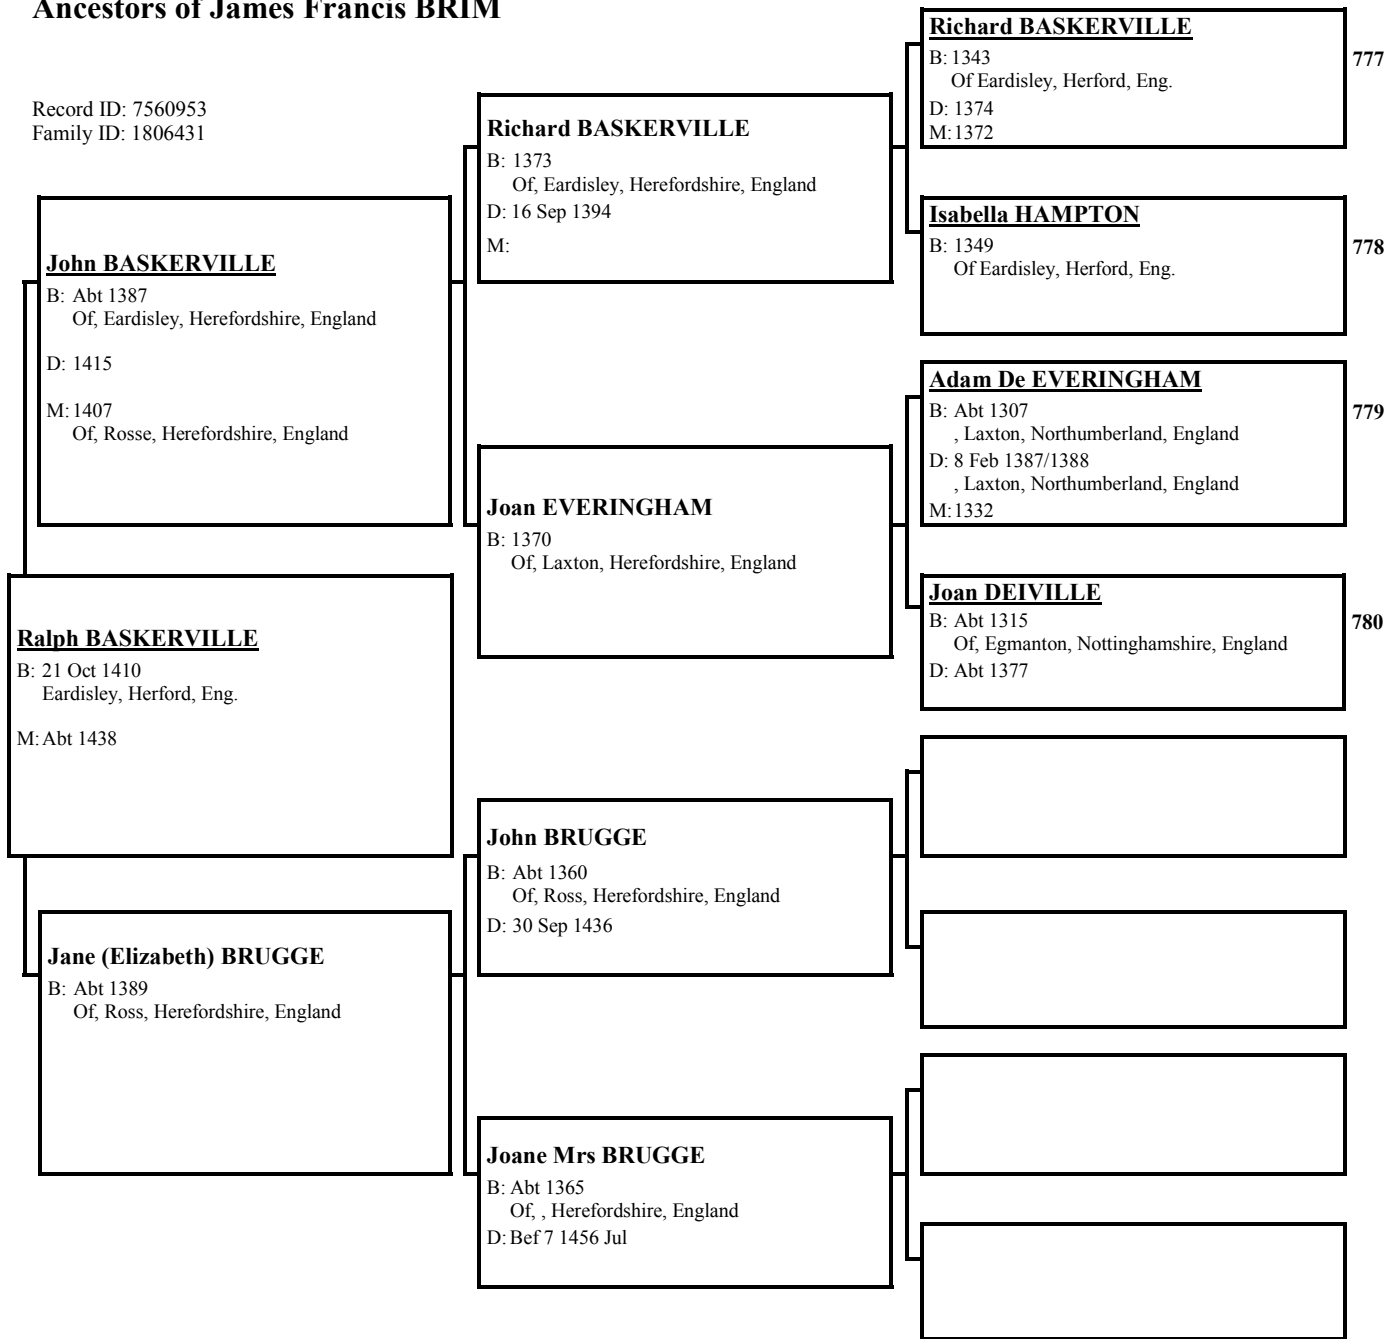 Ancestors of James Francis BRIM
Record ID: 7560953
Family ID: 1806431
John BASKERVILLE
B: Abt 1387
Of, Eardisley, Herefordshire, England
D: 1415
M: 1407
Of, Rosse, Herefordshire, England
Ralph BASKERVILLE
B: 21 Oct 1410
Eardisley, Herford, Eng.
M: Abt 1438
Jane (Elizabeth) BRUGGE
B: Abt 1389
Of, Ross, Herefordshire, England
Richard BASKERVILLE
B: 1373
Of, Eardisley, Herefordshire, England
D: 16 Sep 1394
M:
Joan EVERINGHAM
B: 1370
Of, Laxton, Herefordshire, England
John BRUGGE
B: Abt 1360
Of, Ross, Herefordshire, England
D: 30 Sep 1436
Joane Mrs BRUGGE
B: Abt 1365
Of, , Herefordshire, England
D: Bef 7 1456 Jul
Richard BASKERVILLE
B: 1343
Of Eardisley, Herford, Eng.
D: 1374
M: 1372
777
Isabella HAMPTON
B: 1349
Of Eardisley, Herford, Eng.
778
Adam De EVERINGHAM
B: Abt 1307
, Laxton, Northumberland, England
D: 8 Feb 1387/1388
, Laxton, Northumberland, England
M: 1332
779
Joan DEIVILLE
B: Abt 1315
Of, Egmanton, Nottinghamshire, England
D: Abt 1377
780